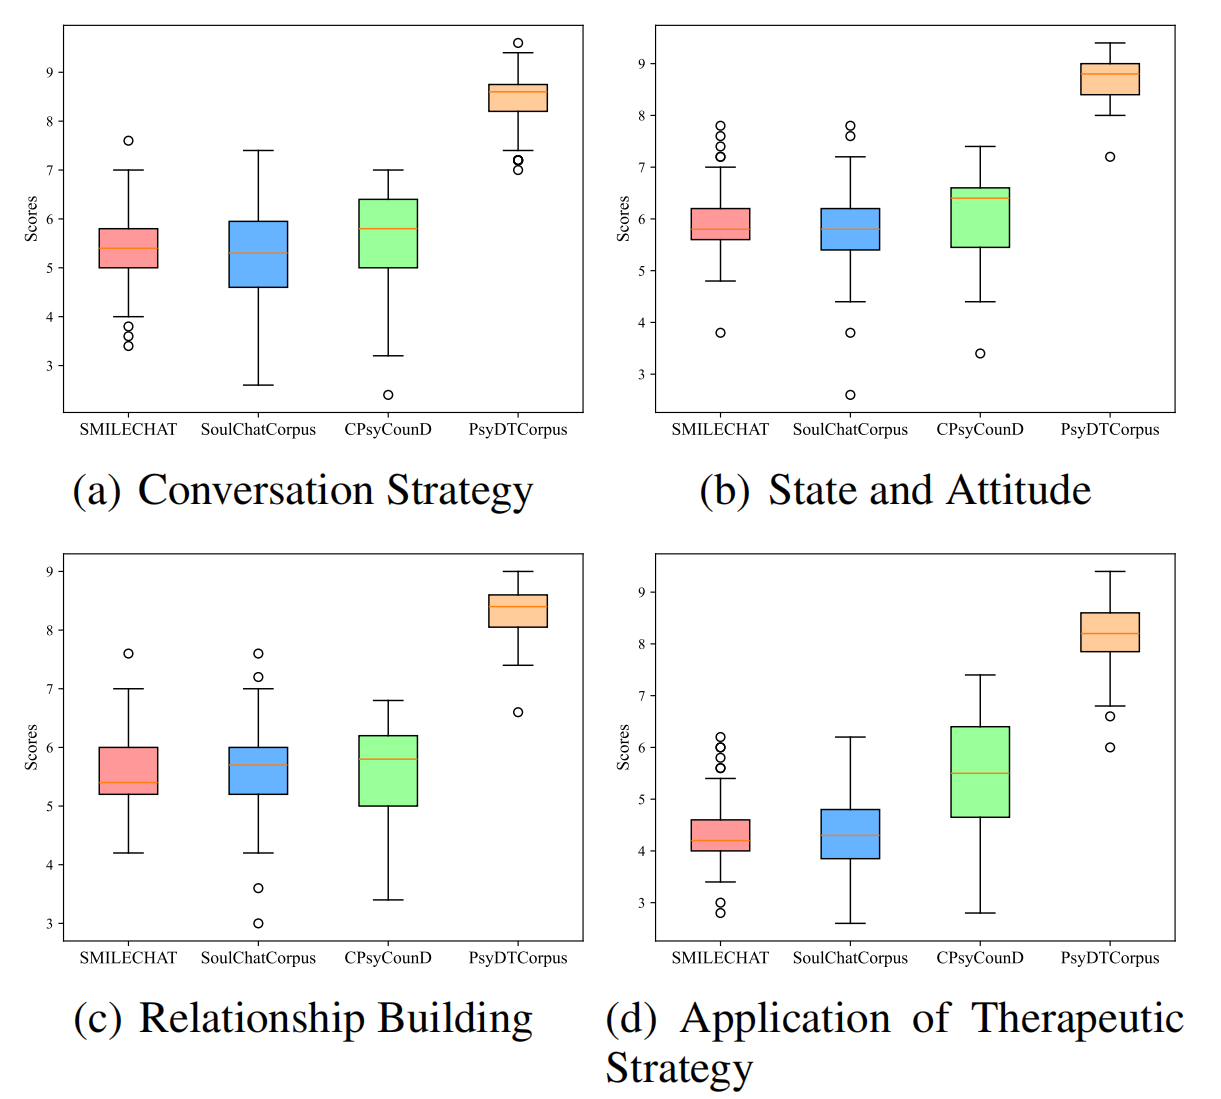 9
8
7
6
5
4
3
Scores
SMILECHAT SoulChatCorpus CPsyCounD PsyDTCorpus
(a) Conversation Strategy
9
8
7
6
5
4
3
Scores
SMILECHAT SoulChatCorpus CPsyCounD PsyDTCorpus
(b) State and Attitude
9
8
7
6
5
4
3
Scores
SMILECHAT SoulChatCorpus CPsyCounD PsyDTCorpus
(c) Relationship Building
9
8
7
6
5
4
3
Scores
SMILECHAT SoulChatCorpus CPsyCounD PsyDTCorpus
(d) Application of Therapeutic
Strategy